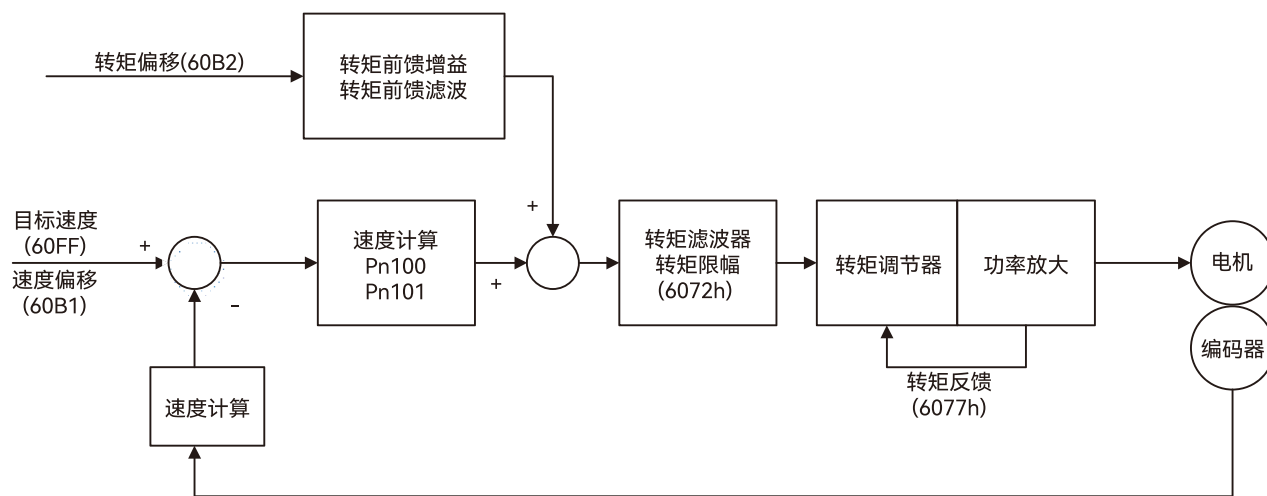 转矩偏移(60B2)
转矩前馈增益
转矩前馈滤波
目标速度
(60FF)
速度偏移
(60B1)
+
-
速度计算
Pn100
Pn101
+
+
转矩滤波器
转矩限幅
(6072h)
转矩调节器
功率放大
电机
编码器
转矩反馈
(6077h)
速度计算